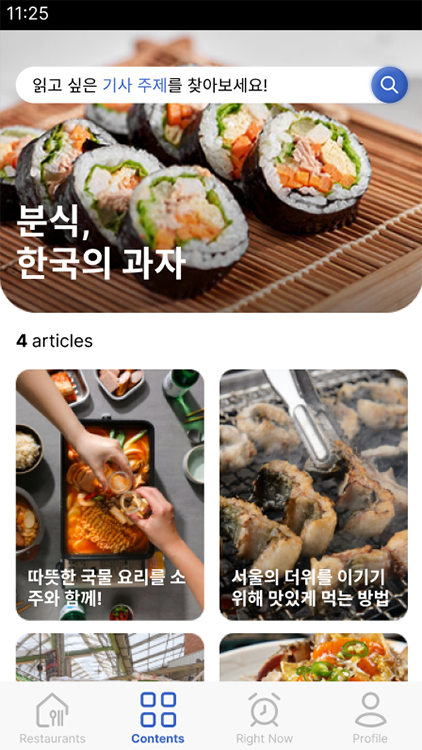 11:25
읽고 싶은 기사 주제를 찾아보세요!
분식,
한국의 과자
4 articles
따뜻한 국물 요리를 소
주와 함께!
서울의 더위를 이기기
위해 맛있게 먹는 방법
Restaurants
Contents
Right Now
Profile